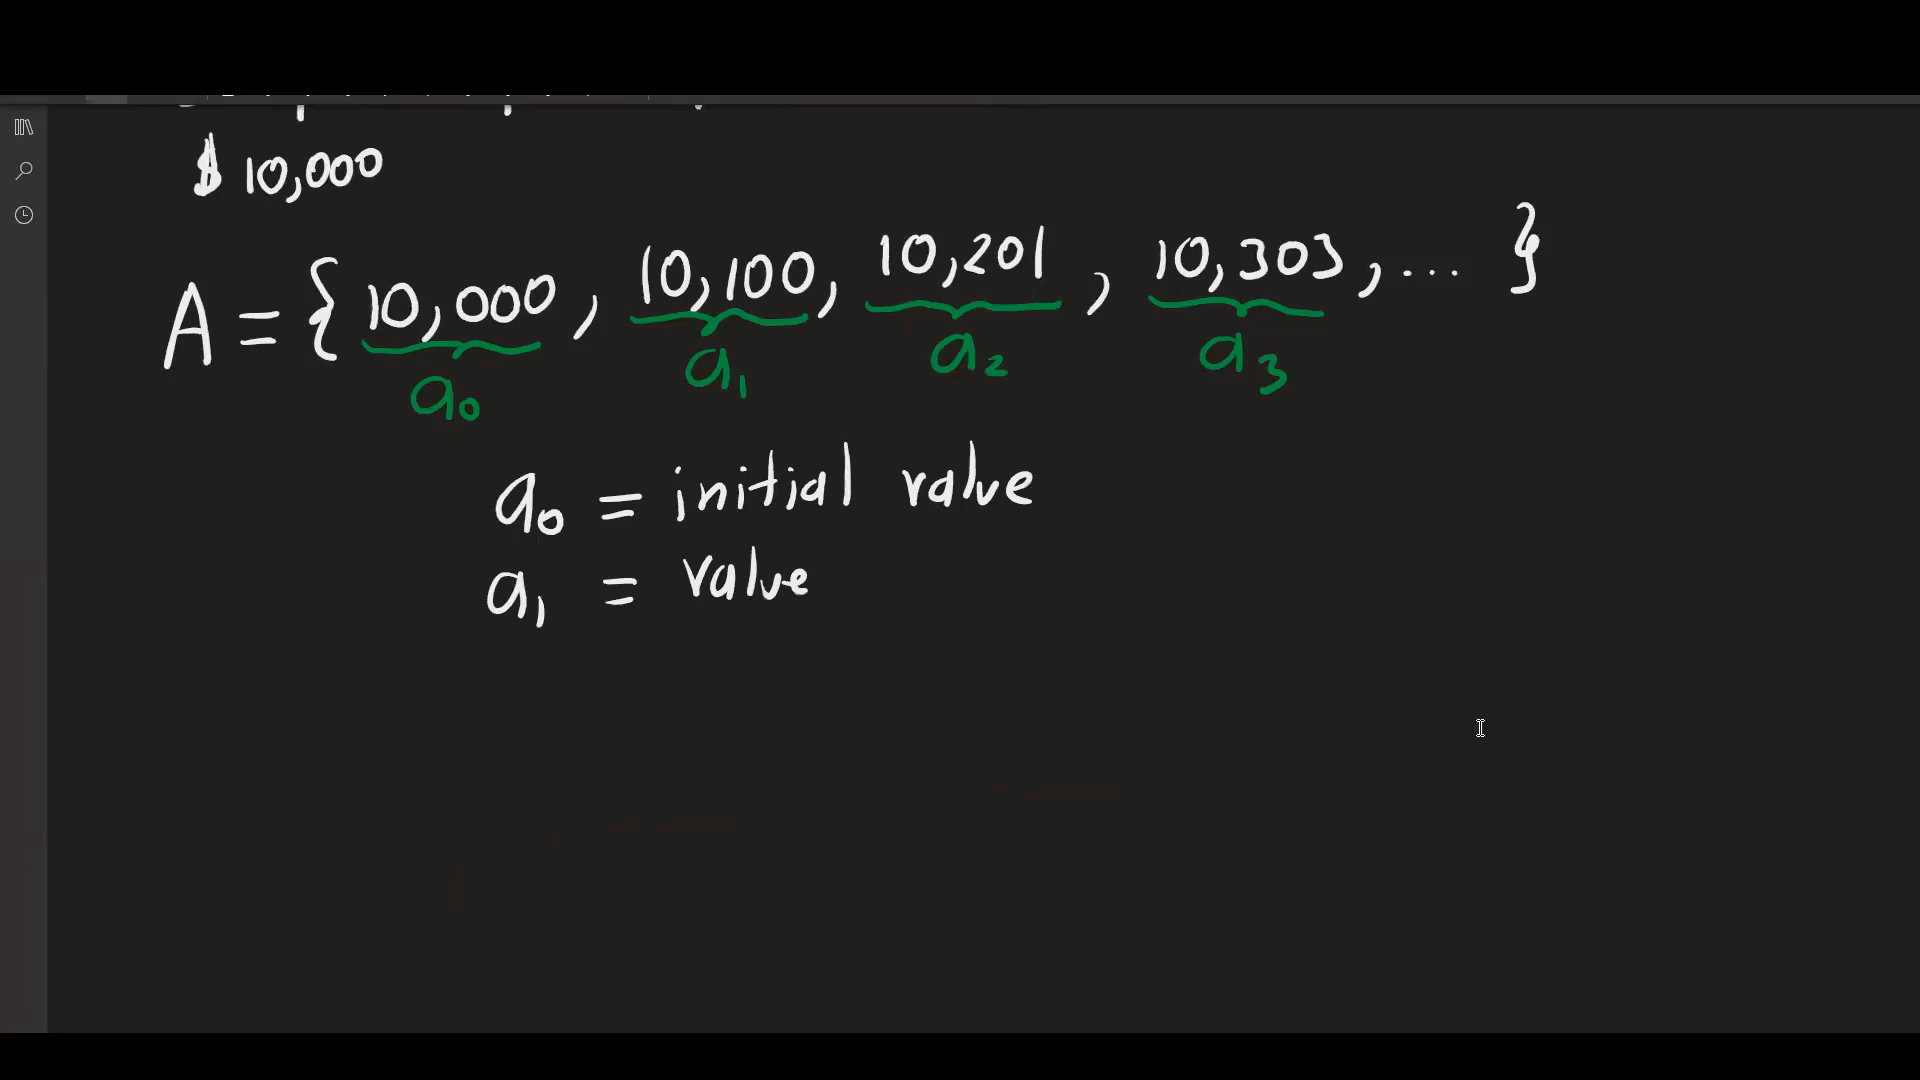 $ 10,000
A = { 10,000 , 10,100 , 10,201 , 10,303 , ... }
a₀ a₁ a₂ a₃
a₀ = initial value
a₁ = value